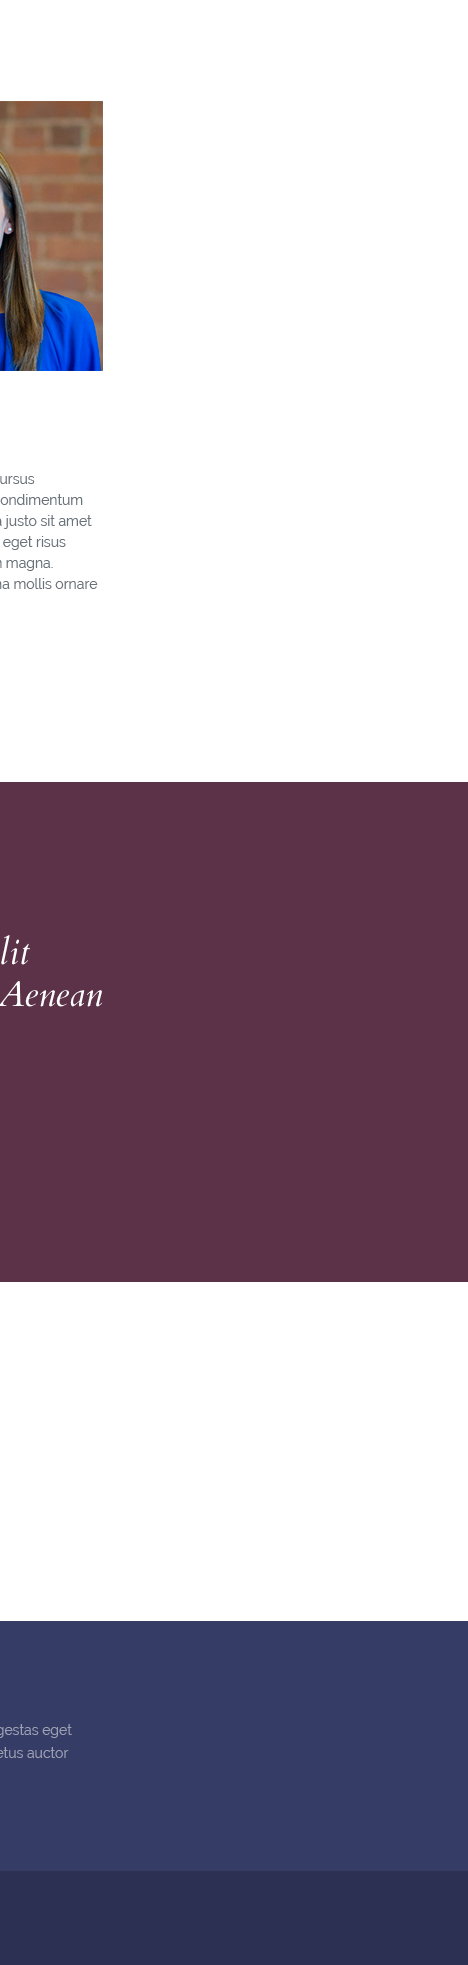 ursus
ondimentum
justo sit amet
eget risus
magna.
mollis ornare
lit
Aenean
gestas eget
etus auctor